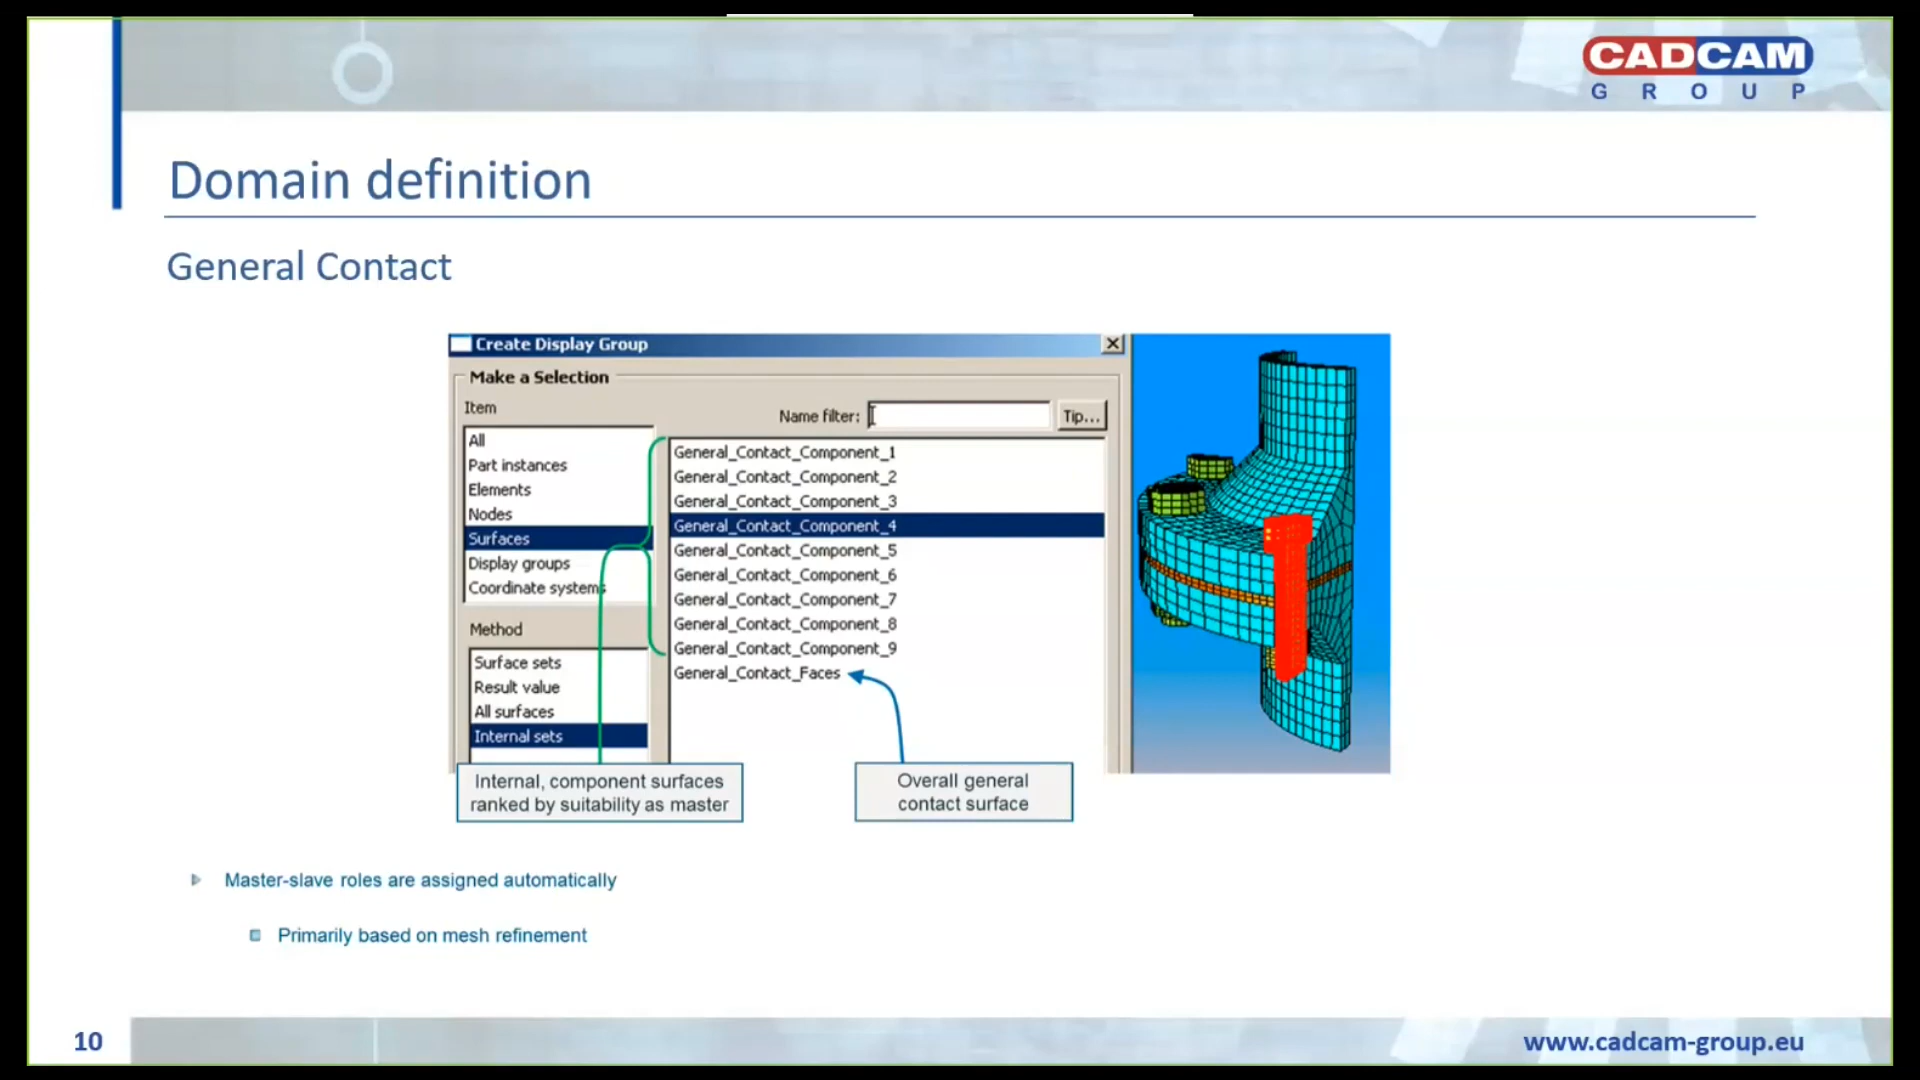 CADCAM
GROUP
Domain definition
General Contact
Create Display Group
Make a Selection
Item
Name filter:
Tip...
All
Part instances
Elements
Nodes
Surfaces
Display groups
Coordinate systems
Method
Surface sets
Result value
All surfaces
Internal sets
General_Contact_Component_1
General_Contact_Component_2
General_Contact_Component_3
General_Contact_Component_4
General_Contact_Component_5
General_Contact_Component_6
General_Contact_Component_7
General_Contact_Component_8
General_Contact_Component_9
General_Contact_Faces
Internal, component surfaces
ranked by suitability as master
Overall general
contact surface
Master-slave roles are assigned automatically
Primarily based on mesh refinement
10
www.cadcam-group.eu